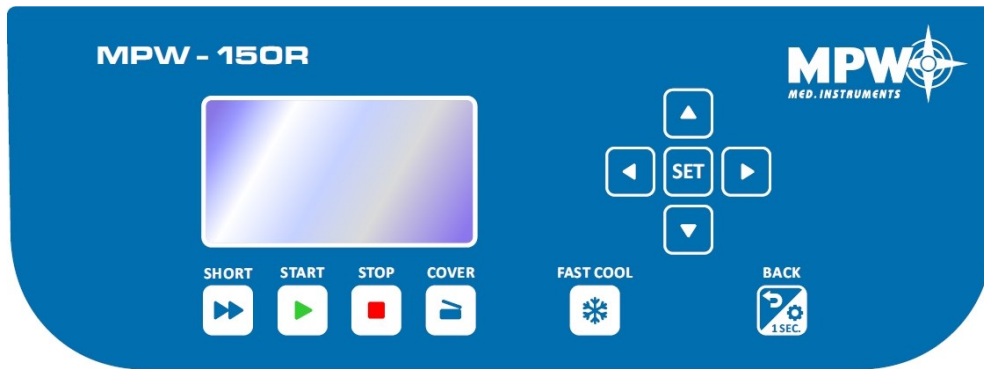 MPW - 150R
MPW
MED. INSTRUMENTS
SET
SHORT START STOP COVER FAST COOL BACK
1 SEC.